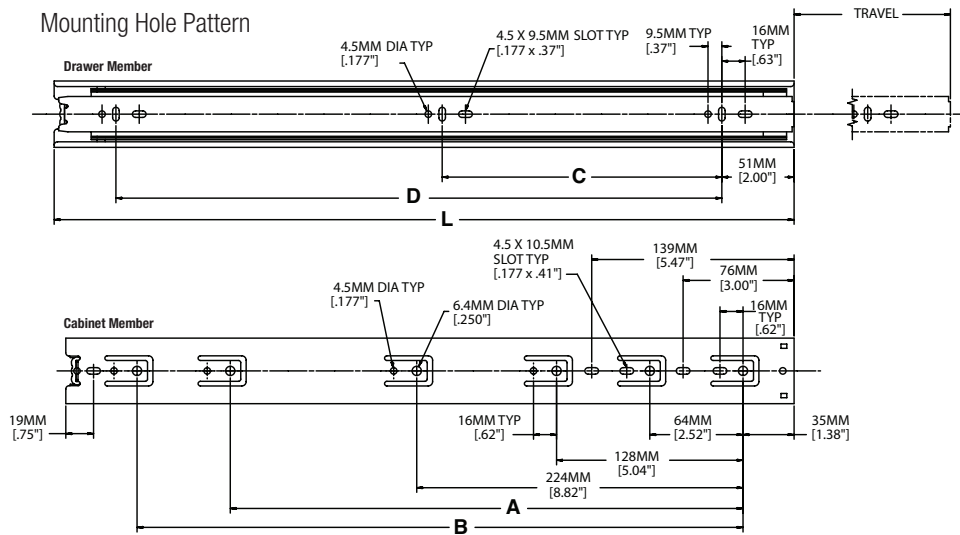 Mounting Hole Pattern
TRAVEL
4.5MM DIA TYP
[.177"]
4.5 X 9.5MM SLOT TYP
[.177 x .37"]
9.5MM TYP
[.37"]
16MM
TYP
[.63"]
Drawer Member
C
51MM
[2.00"]
D
L
4.5 X 10.5MM
SLOT TYP
[.177 x .41"]
139MM
[5.47"]
76MM
[3.00"]
4.5MM DIA TYP
[.177"]
6.4MM DIA TYP
[.250"]
16MM
TYP
[.62"]
Cabinet Member
19MM
[.75"]
16MM TYP
[.62"]
64MM
[2.52"]
35MM
[1.38"]
128MM
[5.04"]
224MM
[8.82"]
A
B